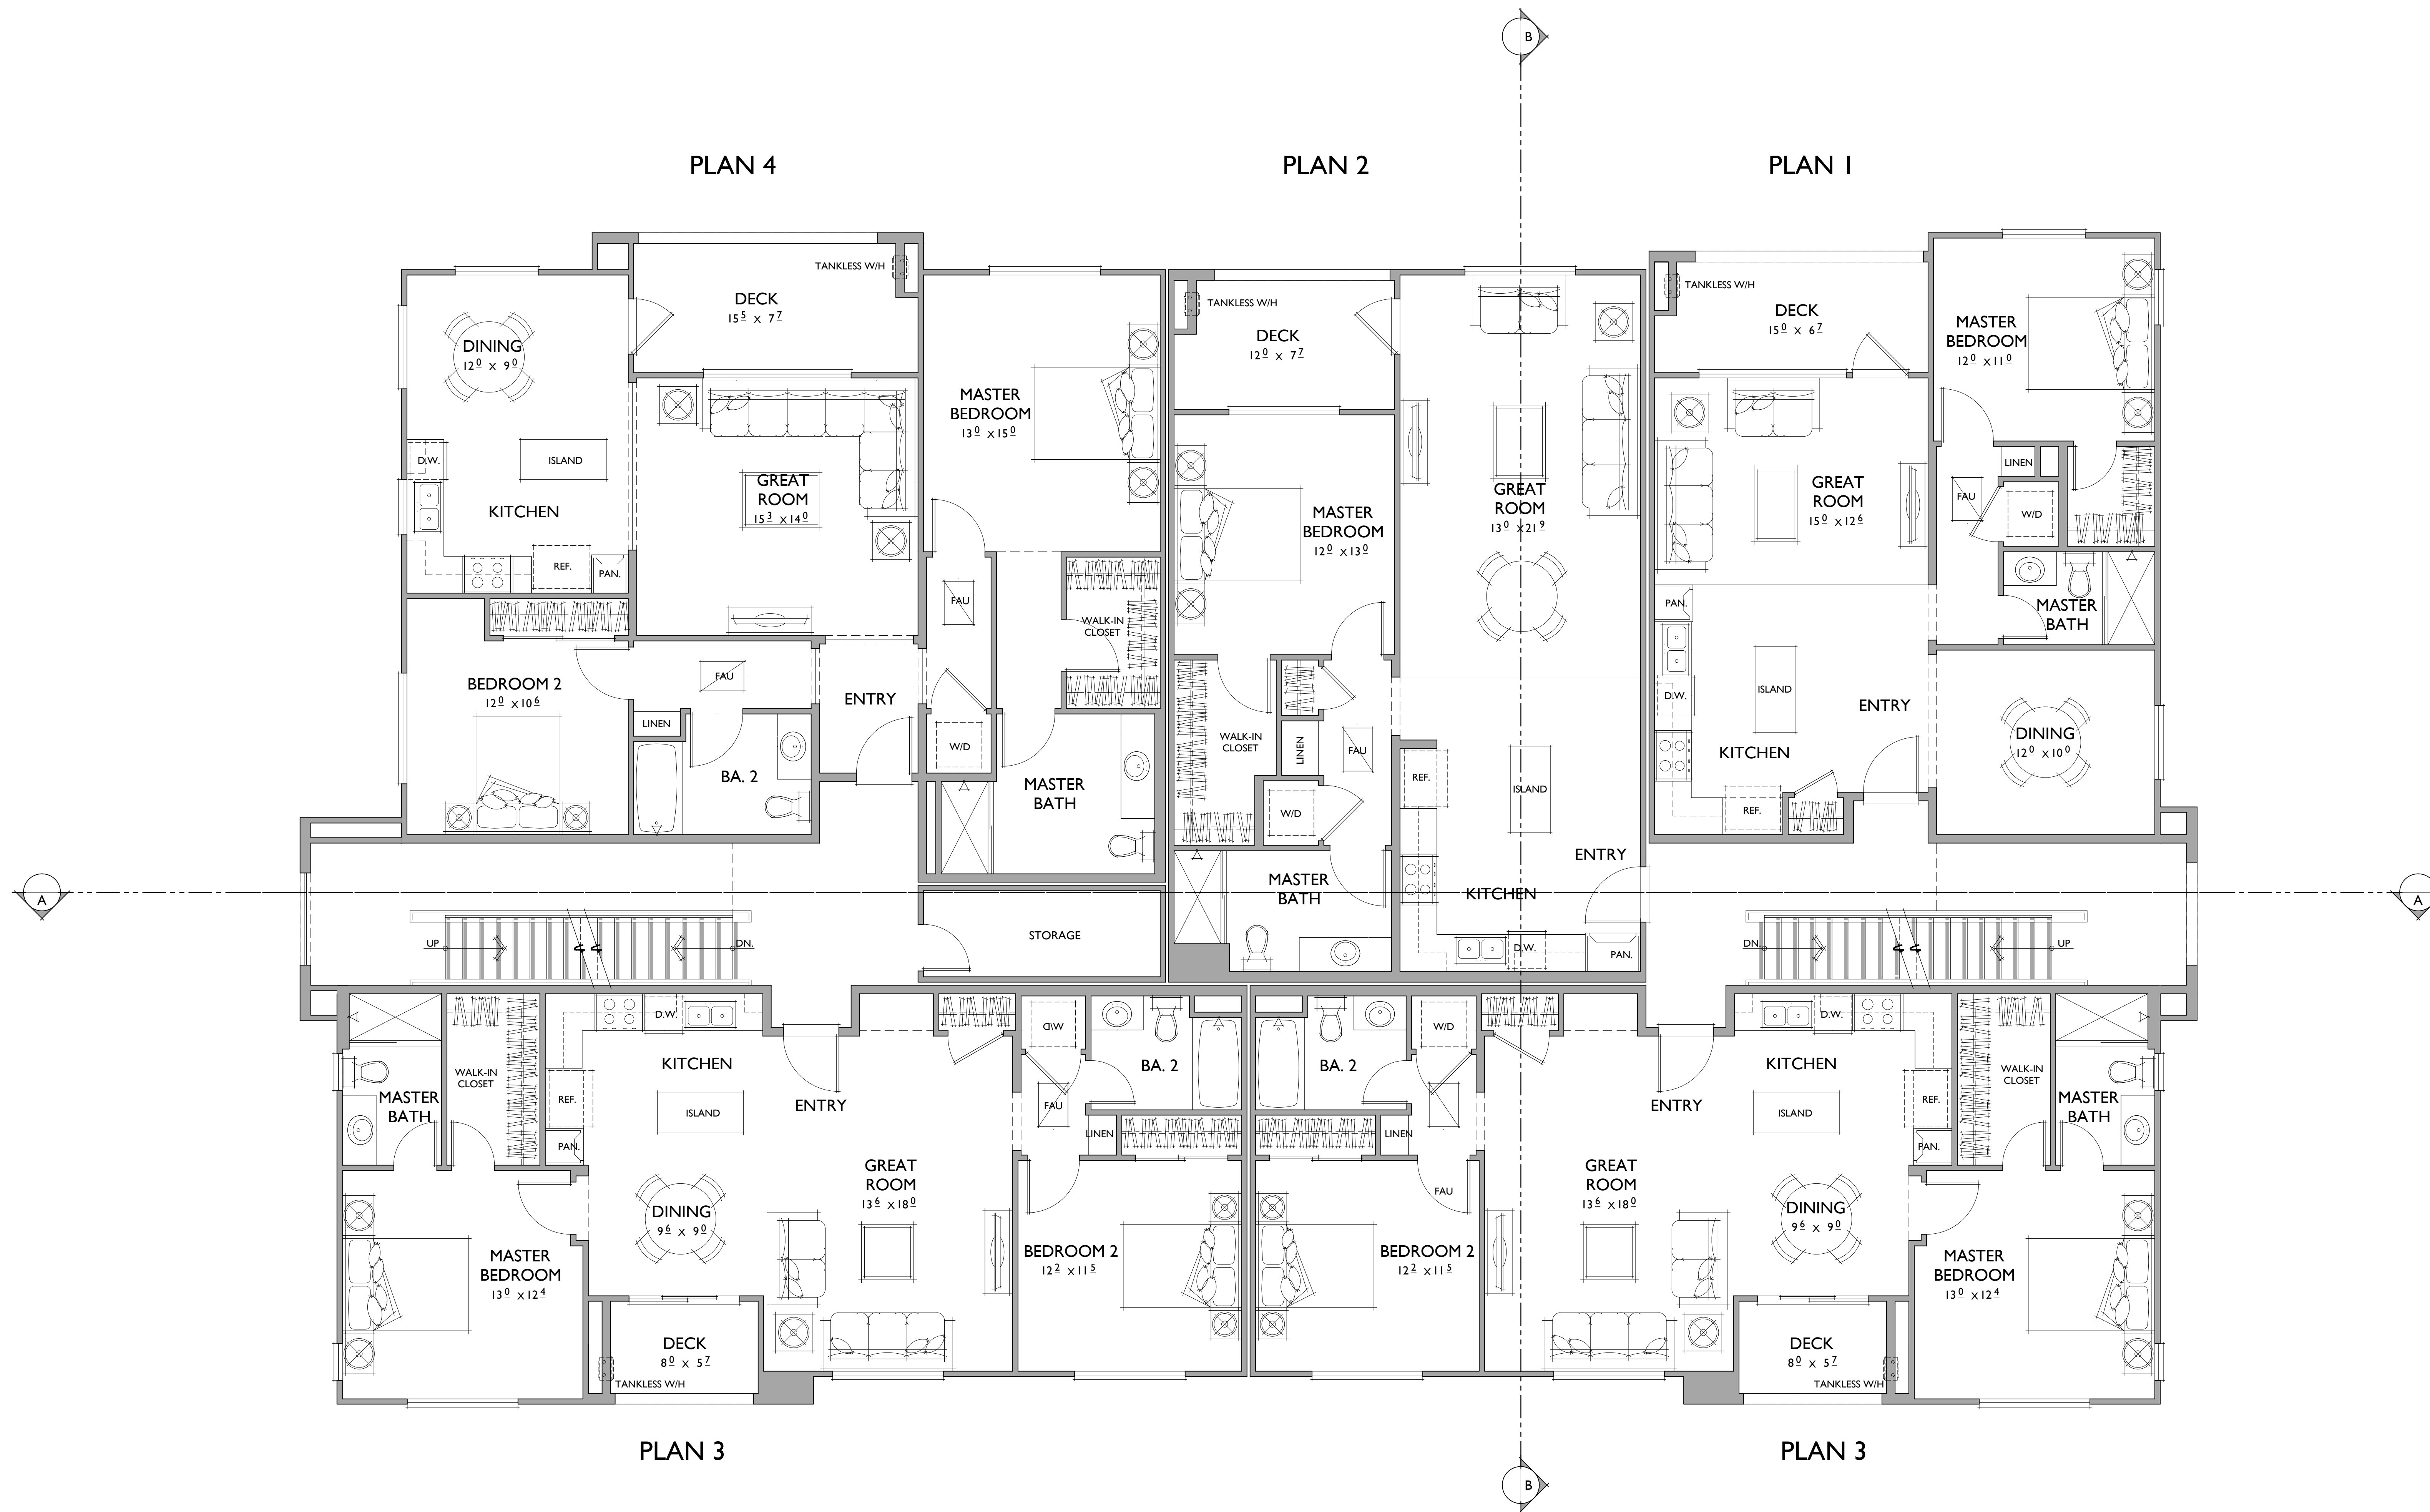 B
PLAN 4
PLAN 2
PLAN 1
TANKLESS W/H
DECK
15⁵ X 7⁷
DINING
12⁰ X 9⁰
MASTER
BEDROOM
13⁰ X 15⁰
D.W.
ISLAND
KITCHEN
GREAT
ROOM
15³ X 14⁰
REF.
PAN.
FAU
WALK-IN
CLOSET
BEDROOM 2
12⁰ X 10⁶
FAU
ENTRY
LINEN
W/D
BA. 2
MASTER
BATH
TANKLESS W/H
DECK
12⁰ X 7⁷
GREAT
ROOM
13⁰ X 21⁹
MASTER
BEDROOM
12⁰ X 13⁰
WALK-IN
CLOSET
LINEN
FAU
REF.
ISLAND
W/D
ENTRY
MASTER
BATH
KITCHEN
D.W.
PAN.
TANKLESS W/H
DECK
15⁰ X 6⁷
MASTER
BEDROOM
12⁰ X 11⁰
LINEN
GREAT
ROOM
15⁰ X 12⁶
FAU
W/D
PAN.
MASTER
BATH
D.W.
ISLAND
ENTRY
DINING
12⁰ X 10⁰
KITCHEN
REF.
A
A
STORAGE
UP
DN.
DN.
UP
D.W.
W/D
KITCHEN
BA. 2
WALK-IN
CLOSET
MASTER
BATH
REF.
ISLAND
ENTRY
FAU
PAN.
LINEN
GREAT
ROOM
13⁶ X 18⁰
DINING
9⁶ X 9⁰
MASTER
BEDROOM
13⁰ X 12⁴
BEDROOM 2
12² X 11⁵
DECK
8⁰ X 5⁷
TANKLESS W/H
W/D
D.W.
BA. 2
KITCHEN
WALK-IN
CLOSET
MASTER
BATH
REF.
ISLAND
ENTRY
LINEN
PAN.
GREAT
ROOM
13⁶ X 18⁰
FAU
DINING
9⁶ X 9⁰
BEDROOM 2
12² X 11⁵
MASTER
BEDROOM
13⁰ X 12⁴
DECK
8⁰ X 5⁷
TANKLESS W/H
PLAN 3
PLAN 3
B